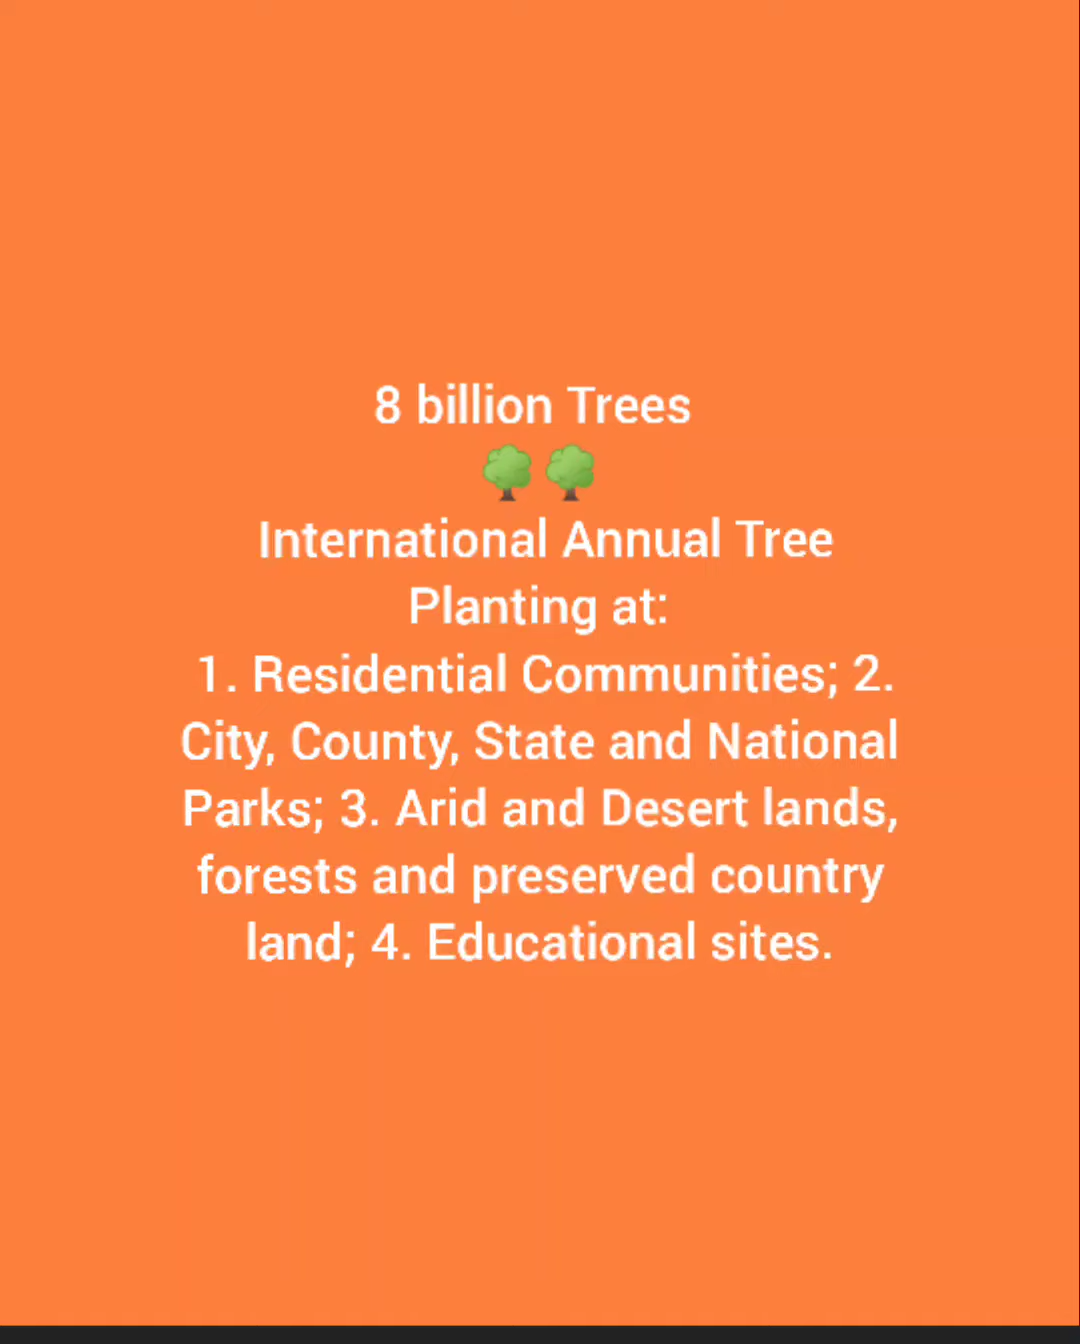 8 billion Trees
🌳🌳
International Annual Tree
Planting at:
1. Residential Communities; 2.
City, County, State and National
Parks; 3. Arid and Desert lands,
forests and preserved country
land; 4. Educational sites.